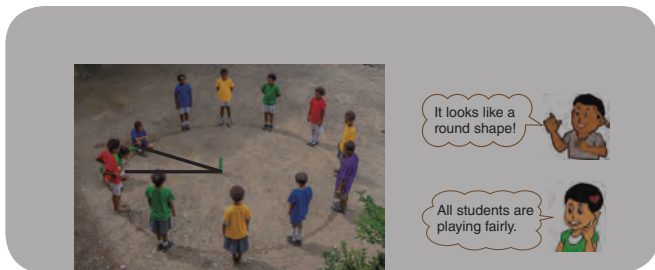 It looks like a
round shape!
All students are
playing fairly.